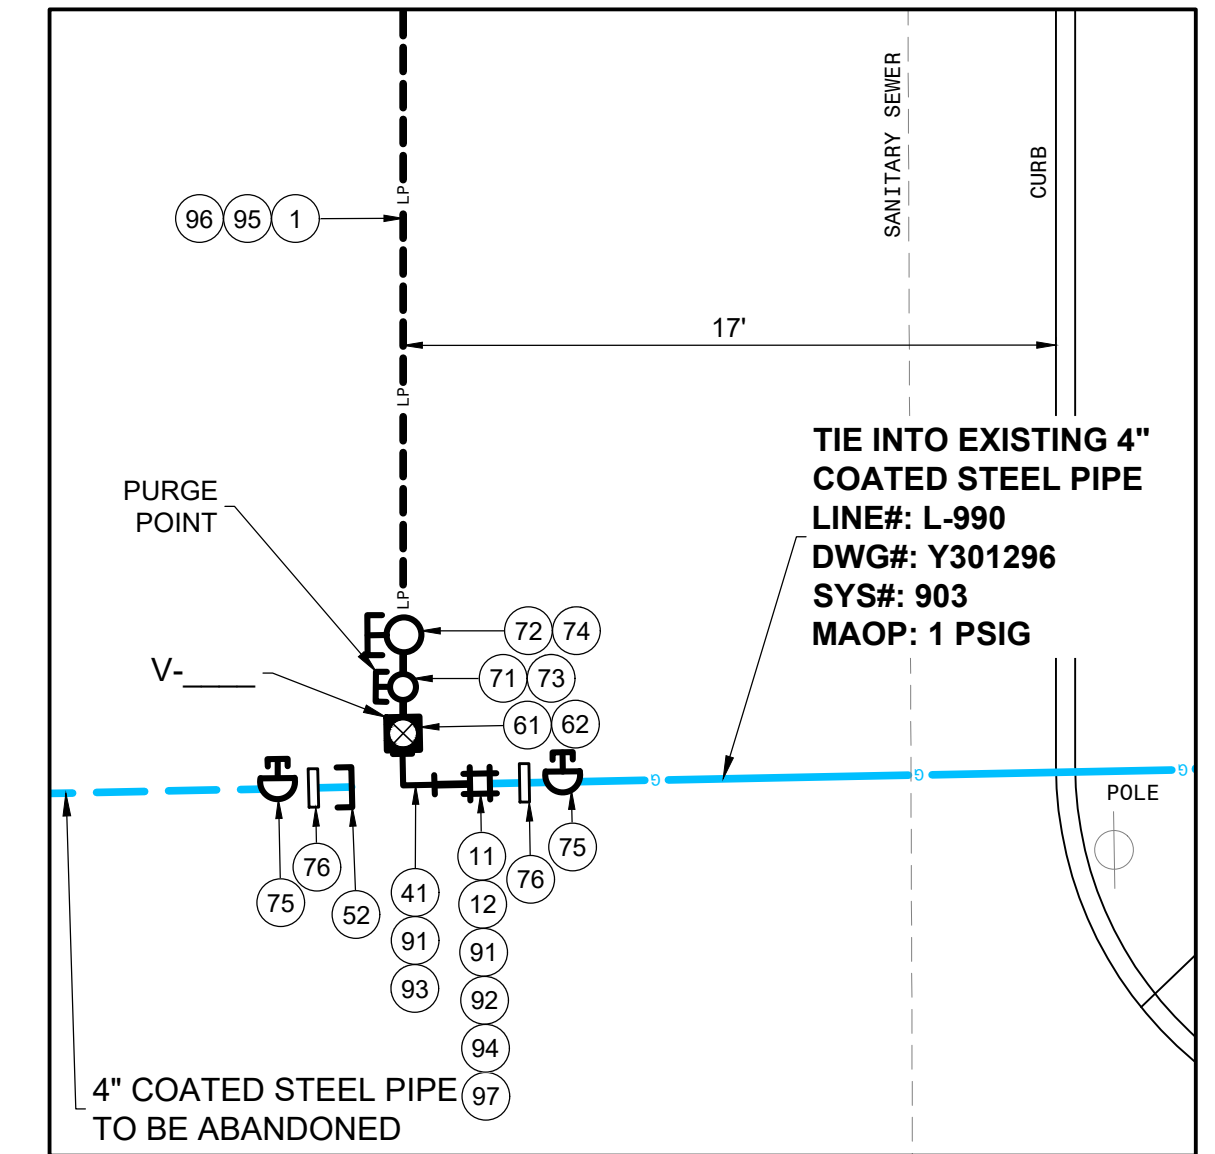 SANITARY SEWER
CURB
LP
96 95 1
17'
LP
TIE INTO EXISTING 4"
COATED STEEL PIPE
LINE#: L-990
DWG#: Y301296
SYS#: 903
MAOP: 1 PSIG
PURGE
POINT
LP
72 74
V-____
71 73
61 62
G
G
G
POLE
75
76
52
41
91
93
11
12
91
92
94
97
76
75
4" COATED STEEL PIPE
TO BE ABANDONED